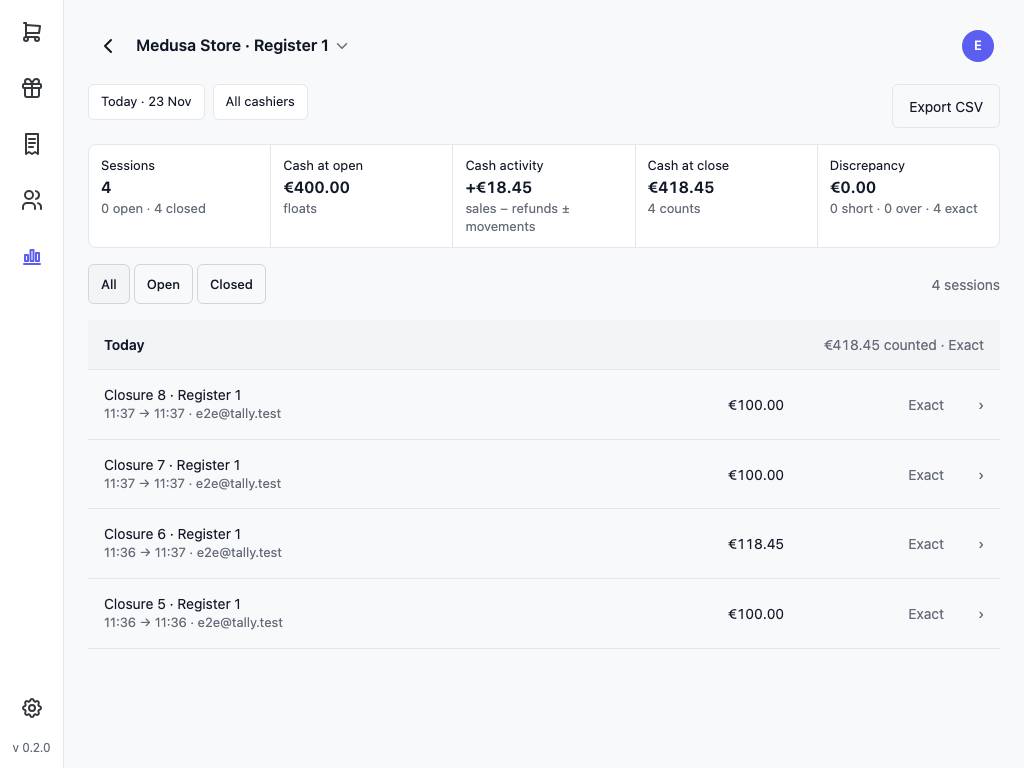 Medusa Store · Register 1
E
Today · 23 Nov
All cashiers
Export CSV
Sessions
4
0 open · 4 closed
Cash at open
€400.00
floats
Cash activity
+€18.45
sales − refunds ±
movements
Cash at close
€418.45
4 counts
Discrepancy
€0.00
0 short · 0 over · 4 exact
All
Open
Closed
4 sessions
Today
€418.45 counted · Exact
Closure 8 · Register 1
11:37 → 11:37 · e2e@tally.test
€100.00
Exact
›
Closure 7 · Register 1
11:37 → 11:37 · e2e@tally.test
€100.00
Exact
›
Closure 6 · Register 1
11:36 → 11:37 · e2e@tally.test
€118.45
Exact
›
Closure 5 · Register 1
11:36 → 11:36 · e2e@tally.test
€100.00
Exact
›
v 0.2.0